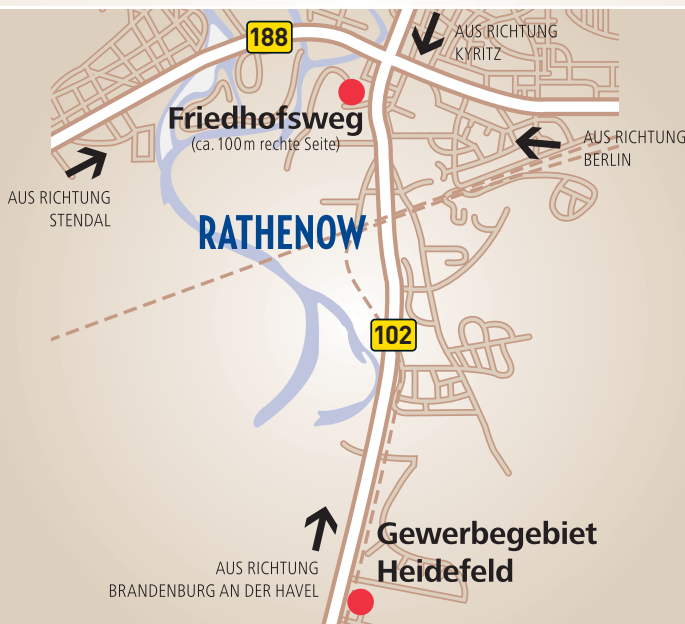 188
AUS RICHTUNG
KYRITZ
Friedhofsweg
(ca. 100 m rechte Seite)
AUS RICHTUNG
BERLIN
AUS RICHTUNG
STENDAL
RATHENOW
102
Gewerbegebiet
Heidefeld
AUS RICHTUNG
BRANDENBURG AN DER HAVEL